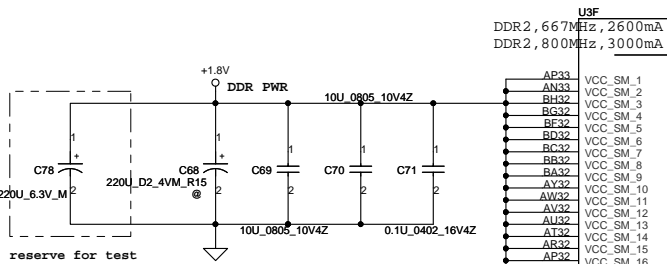 U3F
DDR2,667MHz,2600mA
DDR2,800MHz,3000mA
+1.8V
DDR PWR
10U_0805_10V4Z
1
C78
220U_6.3V_M
2
1
C68
220U_D2_4VM_R15
@
2
1
C69
2
10U_0805_10V4Z
1
C70
2
1
C71
2
0.1U_0402_16V4Z
reserve for test
AP33 VCC_SM_1
AN33 VCC_SM_2
BH32 VCC_SM_3
BG32 VCC_SM_4
BF32 VCC_SM_5
BD32 VCC_SM_6
BC32 VCC_SM_7
BB32 VCC_SM_8
BA32 VCC_SM_9
AY32 VCC_SM_10
AW32 VCC_SM_11
AV32 VCC_SM_12
AU32 VCC_SM_13
AT32 VCC_SM_14
AR32 VCC_SM_15
AP32 VCC_SM_16